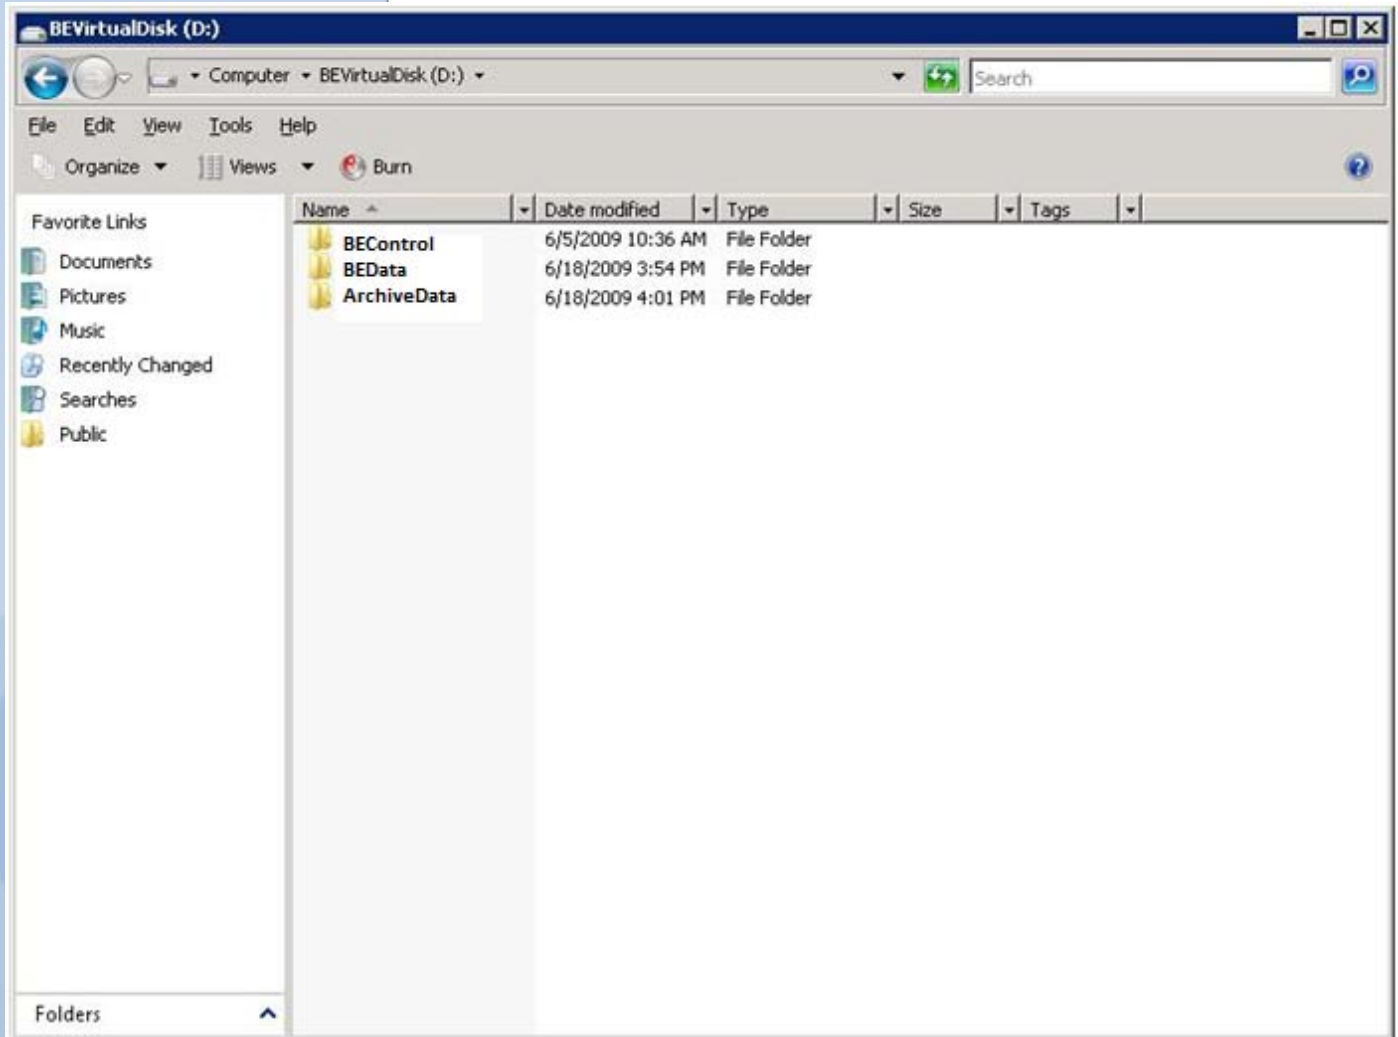 BEVirtualDisk (D:)
Computer BEVirtualDisk (D:) Search
File Edit View Tools Help
Organize Views Burn
Favorite Links
Documents
Pictures
Music
Recently Changed
Searches
Public
Folders
Name Date modified Type Size Tags
BEControl 6/5/2009 10:36 AM File Folder
BEData 6/18/2009 3:54 PM File Folder
ArchiveData 6/18/2009 4:01 PM File Folder